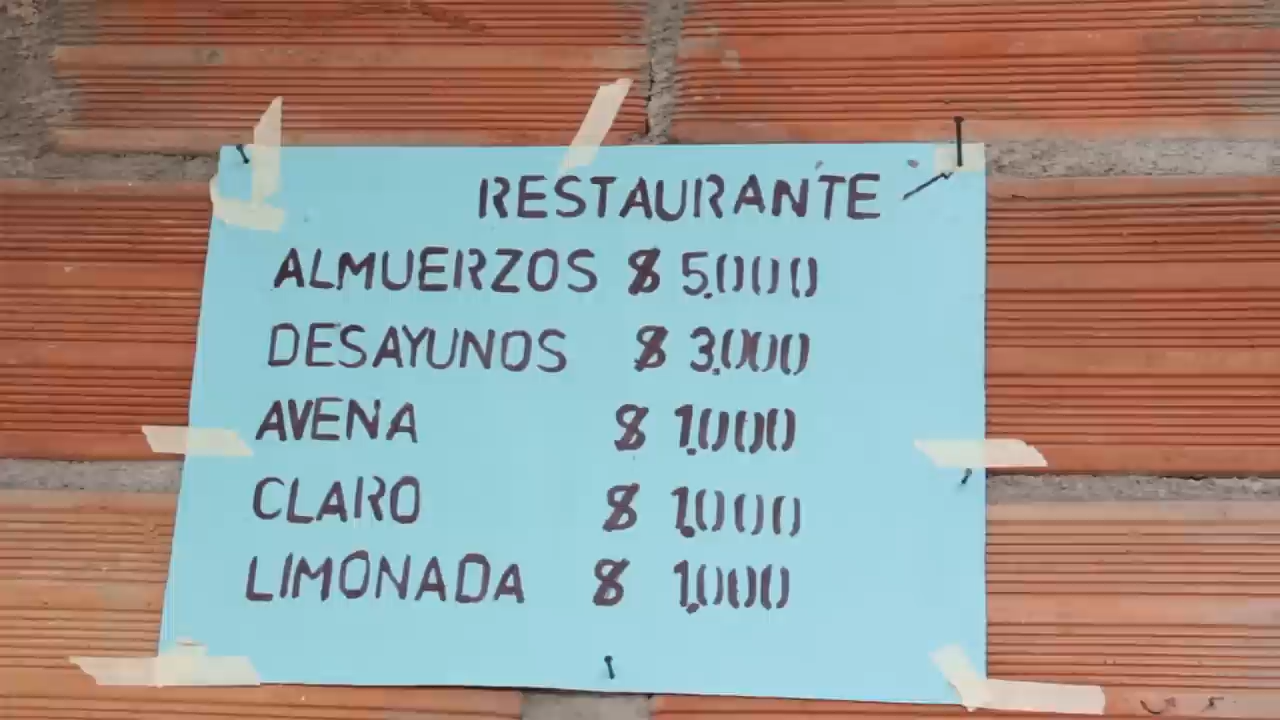 RESTAURANTE
ALMUERZOS $ 5.000
DESAYUNOS $ 3.000
AVENA $ 1.000
CLARO $ 1.000
LIMONADA $ 1.000